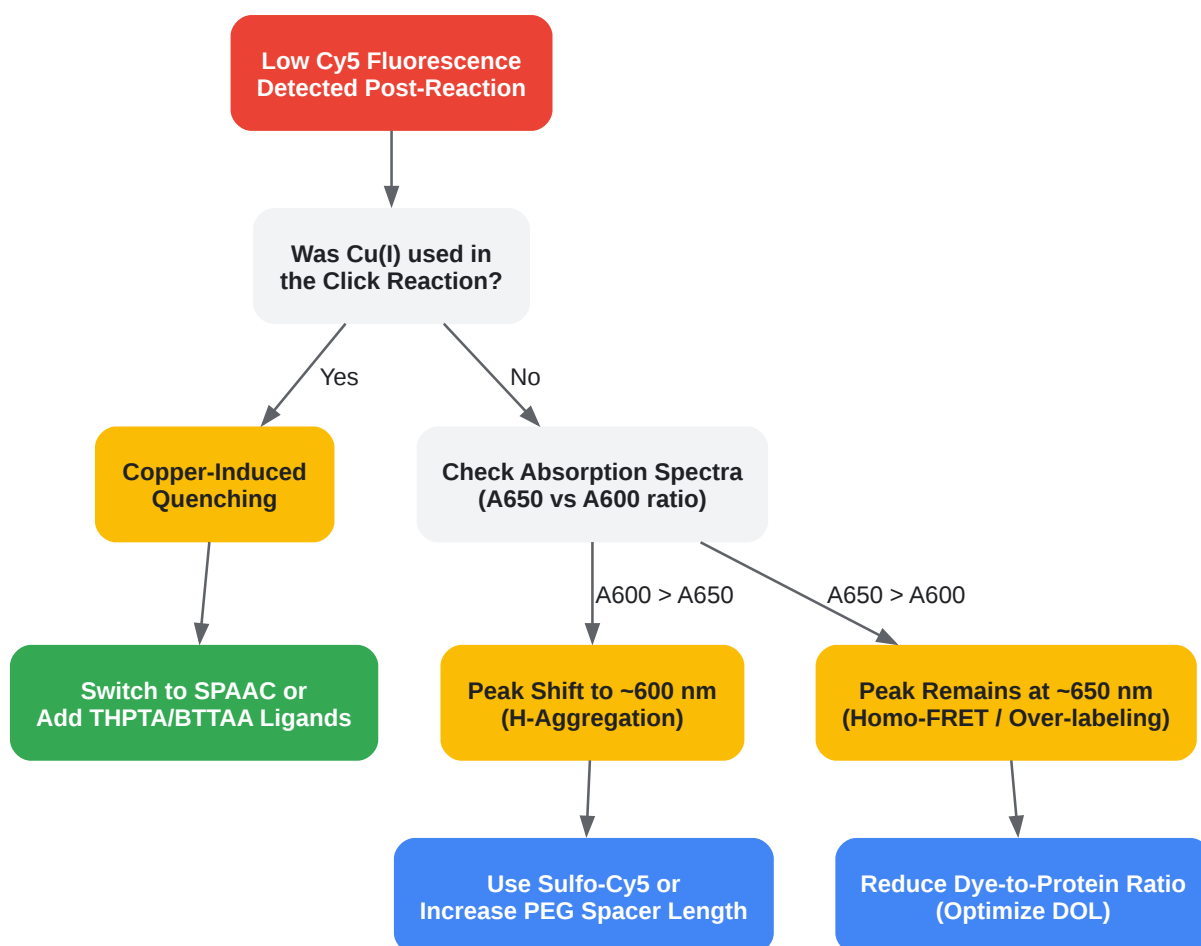 Low Cy5 Fluorescence
Detected Post-Reaction
Was Cu(I) used in
the Click Reaction?
Yes
No
Copper-Induced
Quenching
Check Absorption Spectra
(A650 vs A600 ratio)
A600 > A650
A650 > A600
Switch to SPAAC or
Add THPTA/BTTAA Ligands
Peak Shift to ~600 nm
(H-Aggregation)
Peak Remains at ~650 nm
(Homo-FRET / Over-labeling)
Use Sulfo-Cy5 or
Increase PEG Spacer Length
Reduce Dye-to-Protein Ratio
(Optimize DOL)